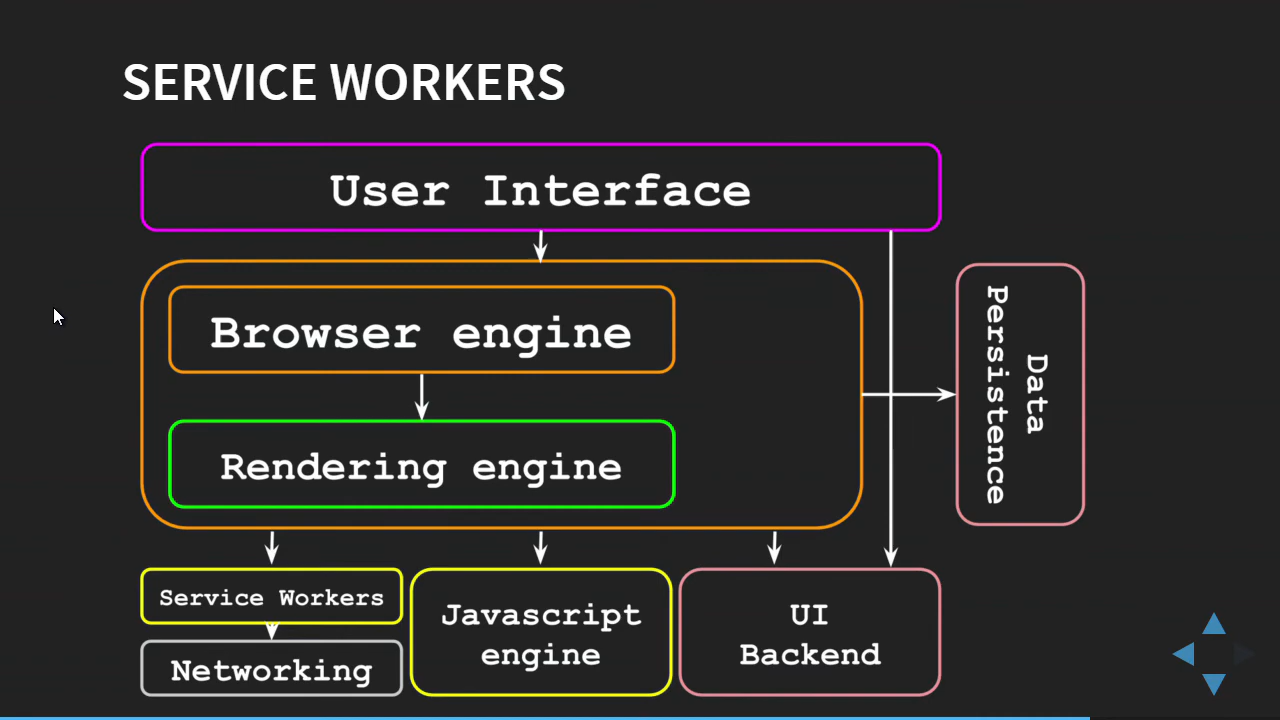 SERVICE WORKERS
User Interface
Browser engine
Rendering engine
Data
Persistence
Service Workers
Networking
Javascript
engine
UI
Backend